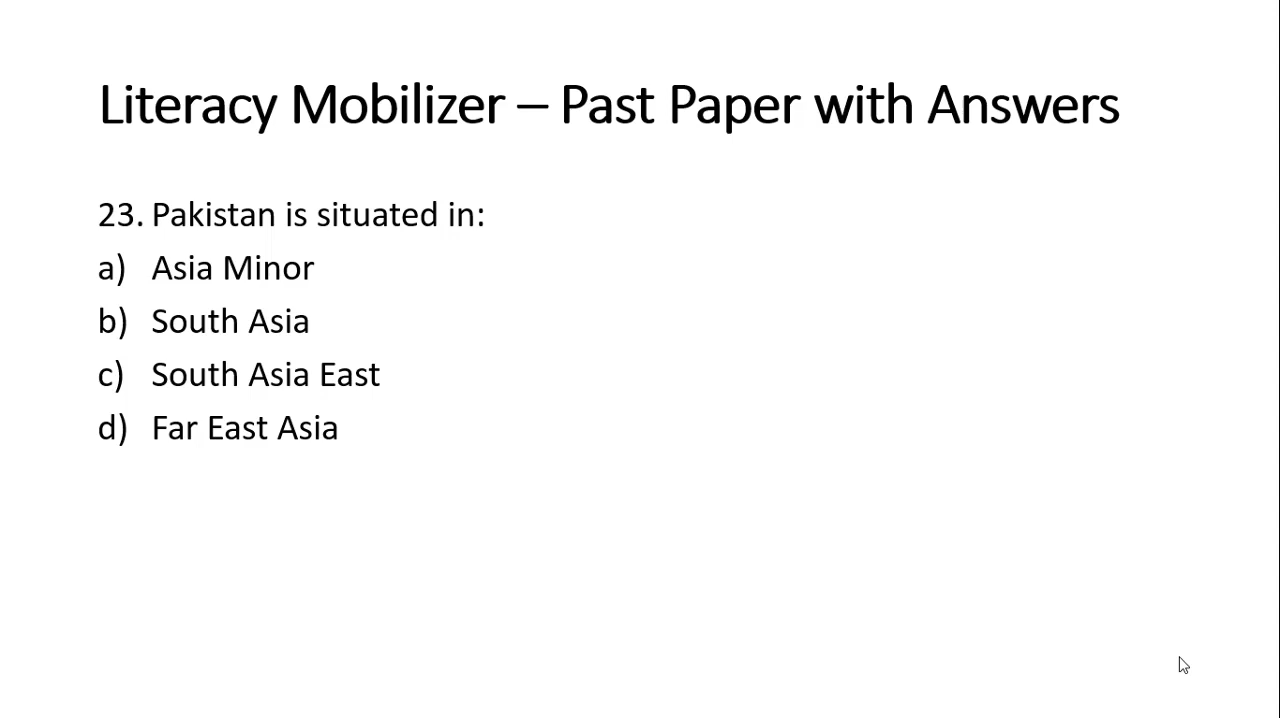 Literacy Mobilizer – Past Paper with Answers
23. Pakistan is situated in:
a) Asia Minor
b) South Asia
c) South Asia East
d) Far East Asia